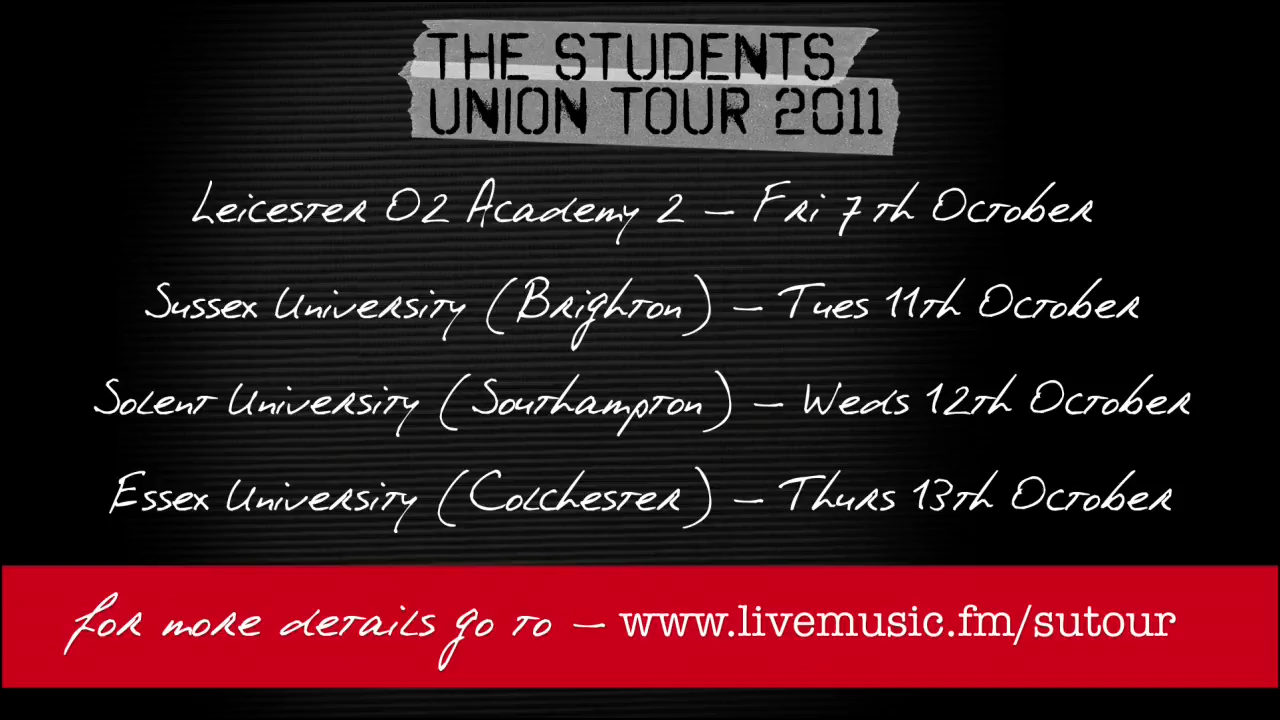 THE STUDENTS
UNION TOUR 2011
Leicester O2 Academy 2 – Fri 7th October
Sussex University (Brighton) – Tues 11th October
Solent University (Southampton) – Weds 12th October
Essex University (Colchester) – Thurs 13th October
for more details go to – www.livemusic.fm/sutour